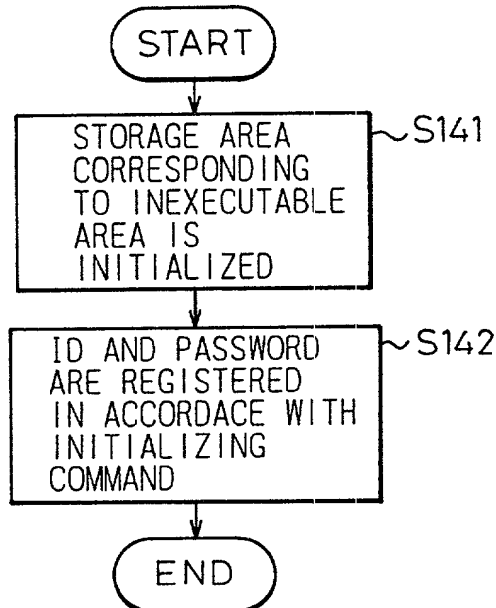 START
STORAGE AREA
CORRESPONDING
TO INEXECUTABLE
AREA IS
INITIALIZED
S141
ID AND PASSWORD
ARE REGISTERED
IN ACCORDACE WITH
INITIALIZING
COMMAND
S142
END